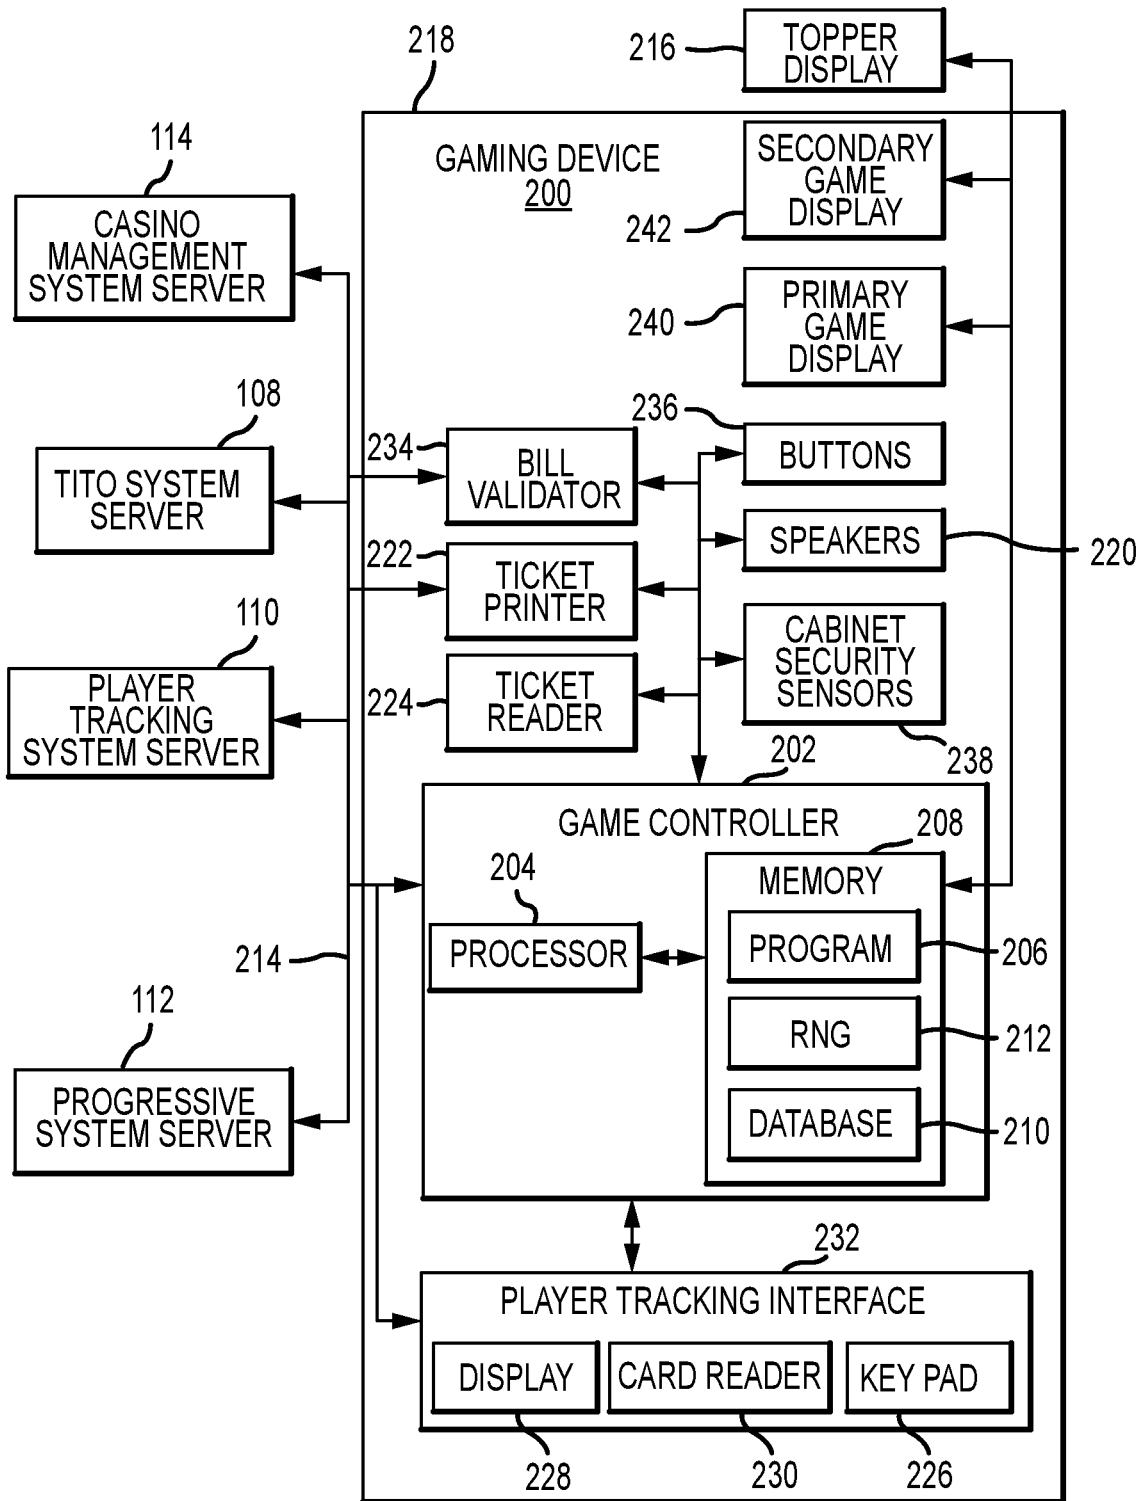 216
TOPPER
DISPLAY
218
114
GAMING DEVICE
200
SECONDARY
GAME
DISPLAY
242
CASINO
MANAGEMENT
SYSTEM SERVER
PRIMARY
GAME
DISPLAY
240
108
TITO SYSTEM
SERVER
234
BILL
VALIDATOR
236
BUTTONS
SPEAKERS
220
222
TICKET
PRINTER
110
PLAYER
TRACKING
SYSTEM SERVER
224
TICKET
READER
CABINET
SECURITY
SENSORS
238
202
GAME CONTROLLER
208
204
MEMORY
PROCESSOR
PROGRAM
206
214
RNG
212
112
PROGRESSIVE
SYSTEM SERVER
DATABASE
210
232
PLAYER TRACKING INTERFACE
DISPLAY
CARD READER
KEY PAD
228
230
226